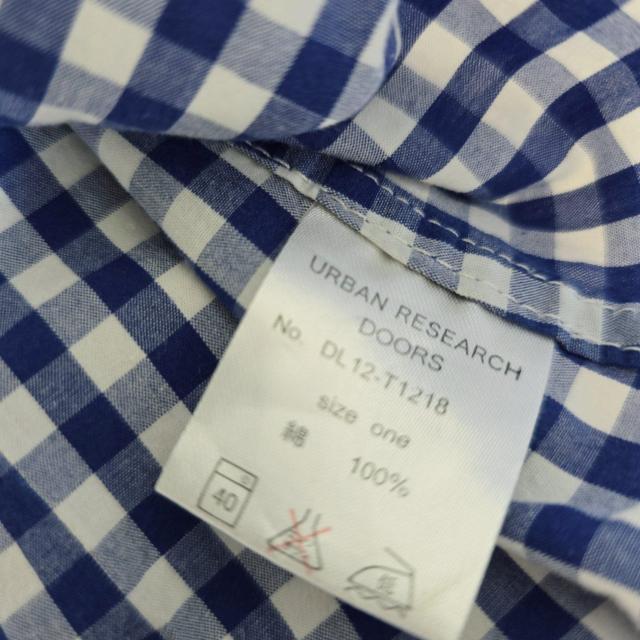 URBAN RESEARCH
DOORS
No. DL12-T1218
size one
綿 100%
40